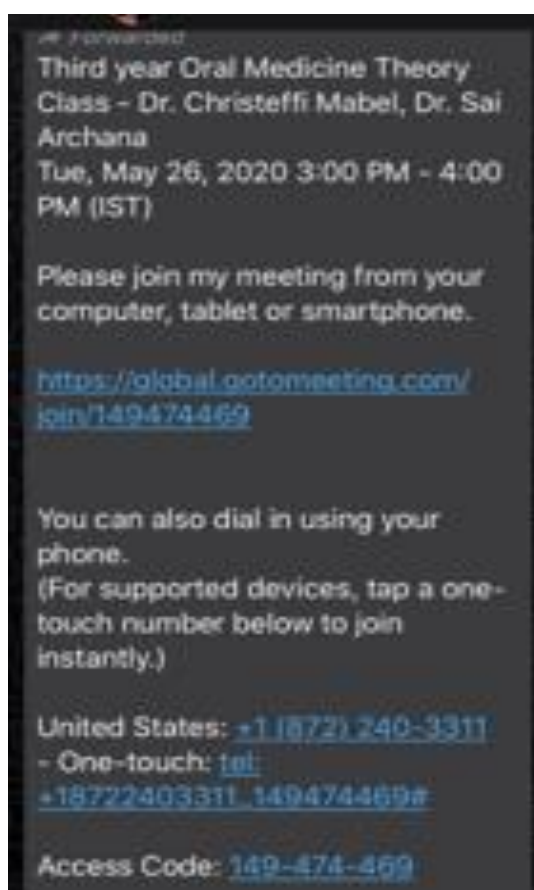 Forwarded
Third year Oral Medicine Theory
Class - Dr. Christeffi Mabel, Dr. Sai
Archana
Tue, May 26, 2020 3:00 PM - 4:00
PM (IST)
Please join my meeting from your
computer, tablet or smartphone.
https://global.gotomeeting.com/
join/149474469
You can also dial in using your
phone.
(For supported devices, tap a one-
touch number below to join
instantly.)
United States: +1 (872) 240-3311
- One-touch: tel:
+18722403311,,149474469#
Access Code: 149-474-469